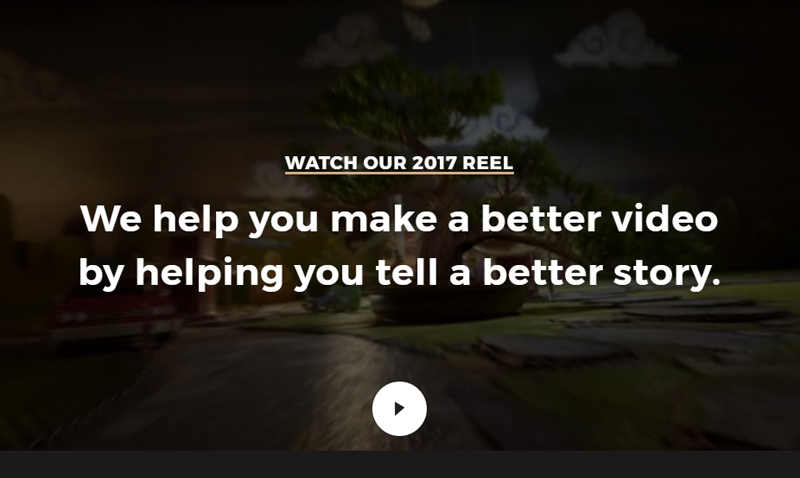 WATCH OUR 2017 REEL
We help you make a better video
by helping you tell a better story.